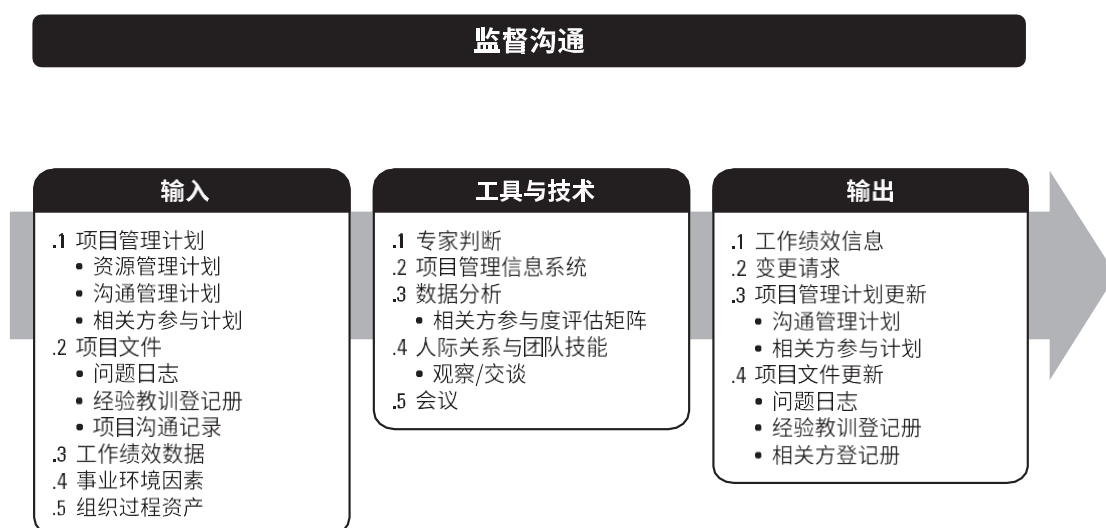 监督沟通
输入
.1 项目管理计划
• 资源管理计划
• 沟通管理计划
• 相关方参与计划
.2 项目文件
• 问题日志
• 经验教训登记册
• 项目沟通记录
.3 工作绩效数据
.4 事业环境因素
.5 组织过程资产
工具与技术
.1 专家判断
.2 项目管理信息系统
.3 数据分析
• 相关方参与度评估矩阵
.4 人际关系与团队技能
• 观察/交谈
.5 会议
输出
.1 工作绩效信息
.2 变更请求
.3 项目管理计划更新
• 沟通管理计划
• 相关方参与计划
.4 项目文件更新
• 问题日志
• 经验教训登记册
• 相关方登记册